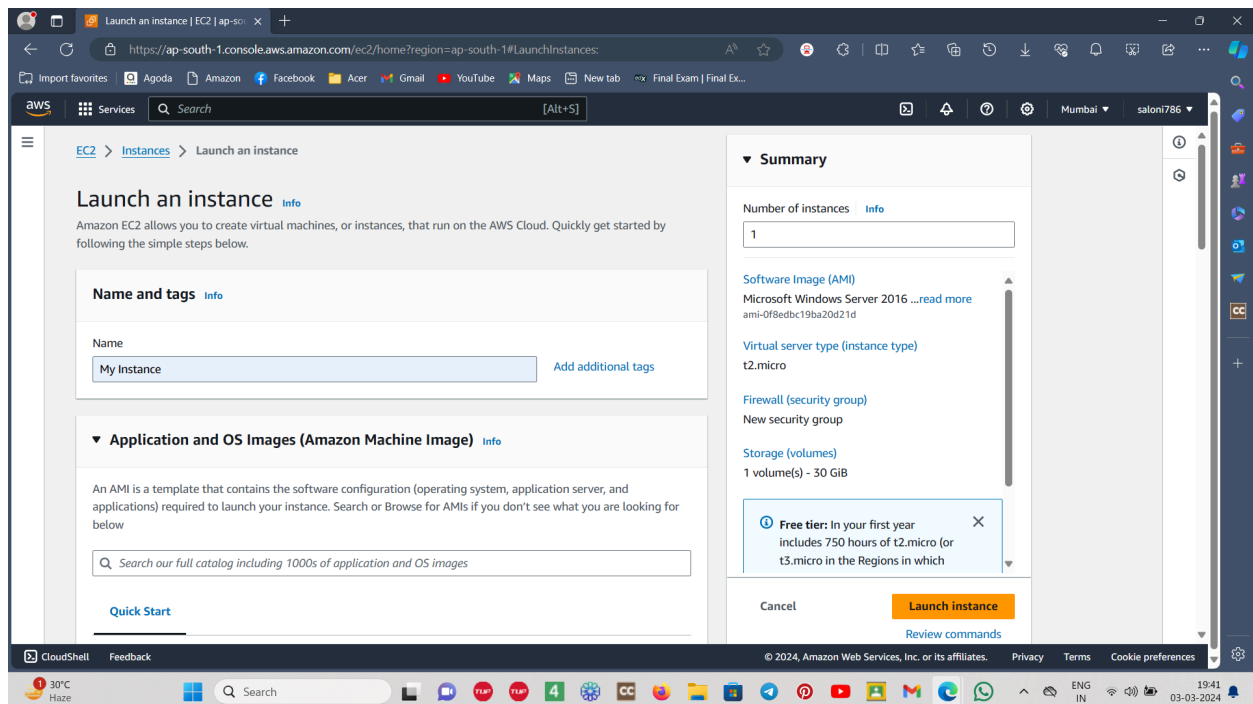 Launch an instance | EC2 | ap-sou
https://ap-south-1.console.aws.amazon.com/ec2/home?region=ap-south-1#LaunchInstances:
Import favorites
Agoda
Amazon
Facebook
Acer
Gmail
YouTube
Maps
New tab
Final Exam | Final Ex...
aws
Services
Search
[Alt+S]
Mumbai
saloni786
EC2 > Instances > Launch an instance
Launch an instance Info
Amazon EC2 allows you to create virtual machines, or instances, that run on the AWS Cloud. Quickly get started by
following the simple steps below.
Name and tags Info
Name
My Instance
Add additional tags
Application and OS Images (Amazon Machine Image) Info
An AMI is a template that contains the software configuration (operating system, application server, and
applications) required to launch your instance. Search or Browse for AMIs if you don't see what you are looking for
below
Search our full catalog including 1000s of application and OS images
Quick Start
Summary
Number of instances Info
1
Software Image (AMI)
Microsoft Windows Server 2016 ...read more
ami-0f8edbc19ba20d21d
Virtual server type (instance type)
t2.micro
Firewall (security group)
New security group
Storage (volumes)
1 volume(s) - 30 GiB
Free tier: In your first year
includes 750 hours of t2.micro (or
t3.micro in the Regions in which
Cancel
Launch instance
Review commands
CC
CloudShell
Feedback
© 2024, Amazon Web Services, Inc. or its affiliates.
Privacy
Terms
Cookie preferences
1
30°C
Haze
Search
TUP
TUP
4
CC
ENG
IN
19:41
03-03-2024